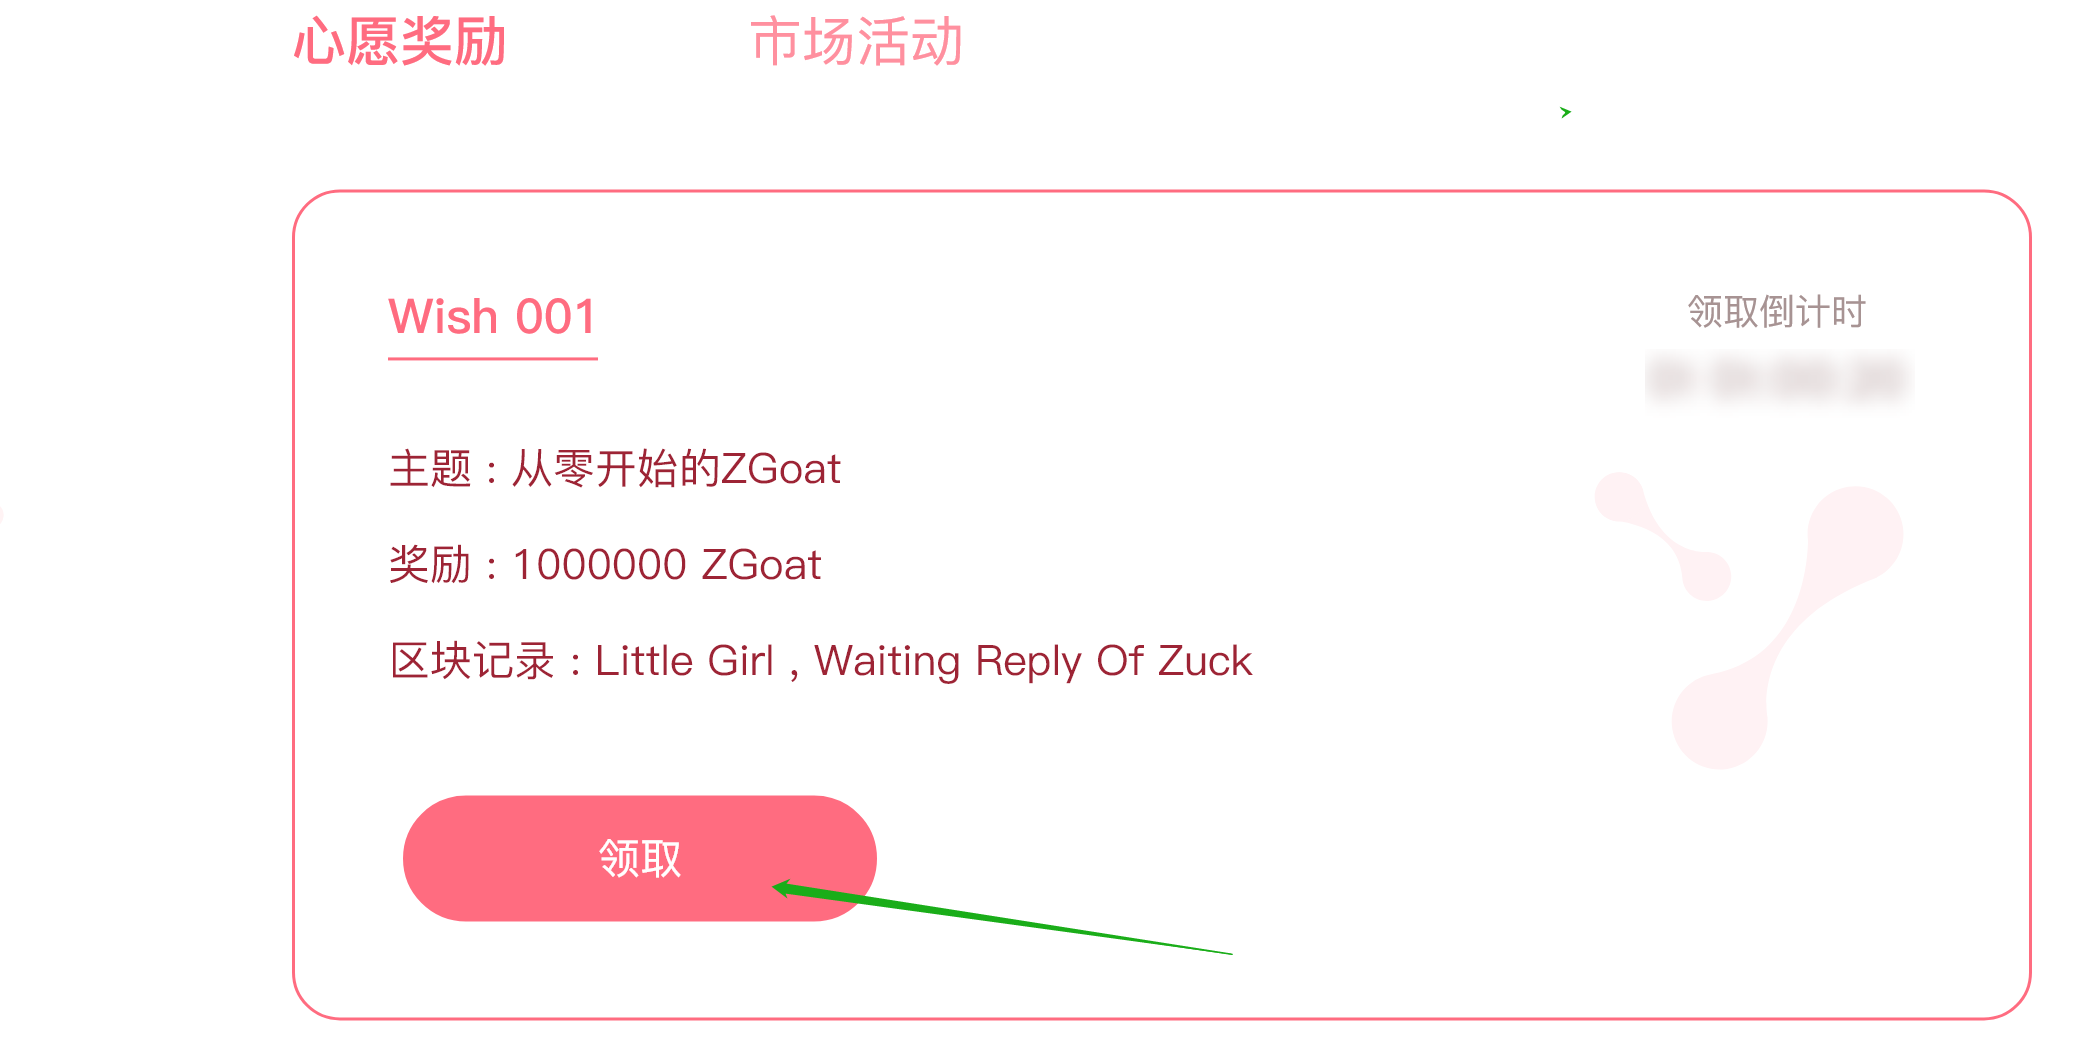 心愿奖励
市场活动
Wish 001
领取倒计时
主题：从零开始的ZGoat
奖励：1000000 ZGoat
区块记录：Little Girl , Waiting Reply Of Zuck
领取